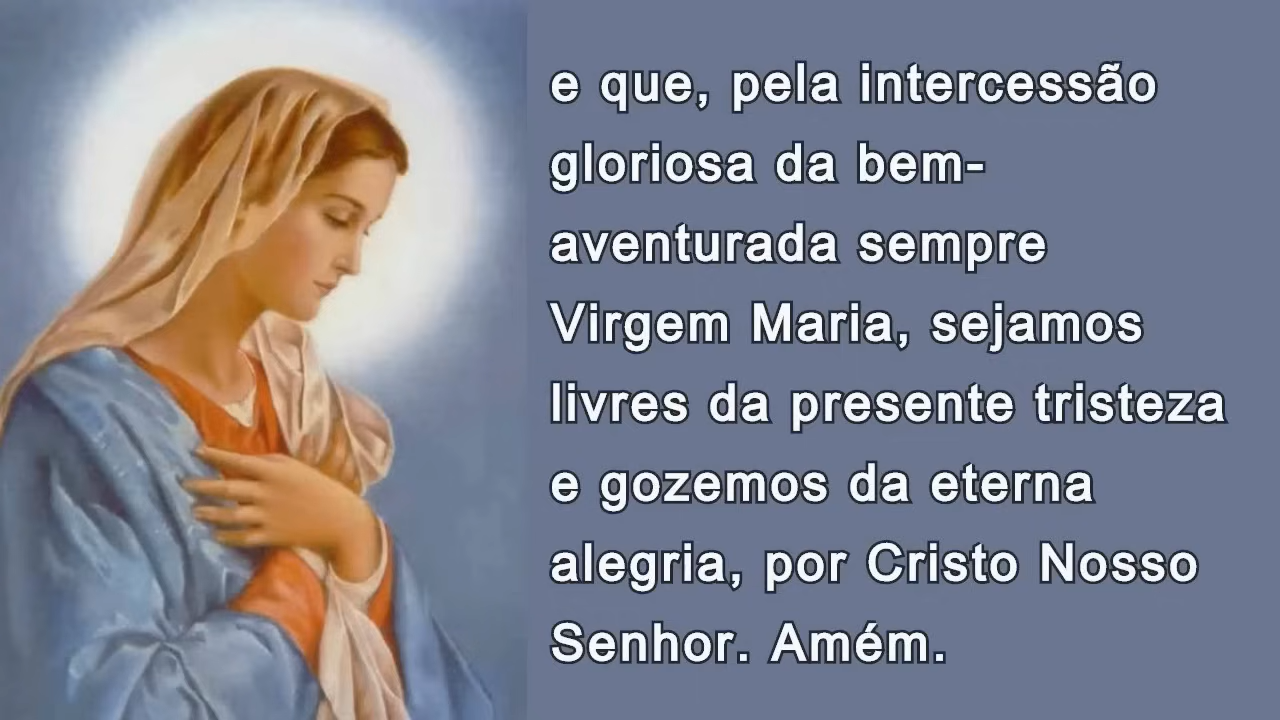 e que, pela intercessão
gloriosa da bem-
aventurada sempre
Virgem Maria, sejamos
livres da presente tristeza
e gozemos da eterna
alegria, por Cristo Nosso
Senhor. Amém.